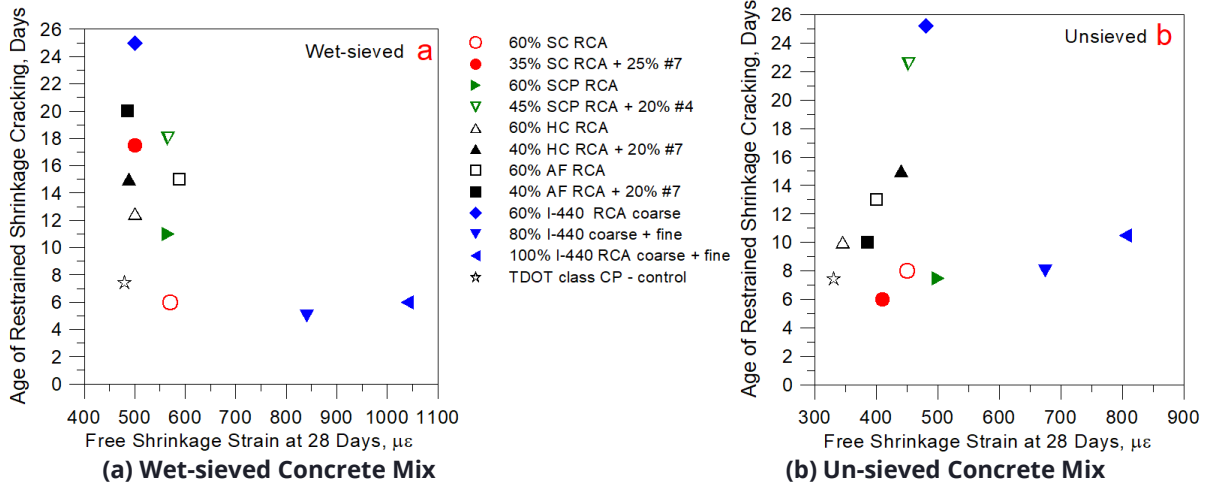 Age of Restrained Shrinkage Cracking, Days
26
24
22
20
18
16
14
12
10
8
6
4
2
0
Wet-sieved a
400 500 600 700 800 900 1000 1100
Free Shrinkage Strain at 28 Days, με
(a) Wet-sieved Concrete Mix
60% SC RCA
35% SC RCA + 25% #7
60% SCP RCA
45% SCP RCA + 20% #4
60% HC RCA
40% HC RCA + 20% #7
60% AF RCA
40% AF RCA + 20% #7
60% I-440 RCA coarse
80% I-440 coarse + fine
100% I-440 RCA coarse + fine
TDOT class CP - control
Age of Restrained Shrinkage Cracking, Days
26
24
22
20
18
16
14
12
10
8
6
4
2
0
Unsieved b
300 400 500 600 700 800 900
Free Shrinkage Strain at 28 Days, με
(b) Un-sieved Concrete Mix